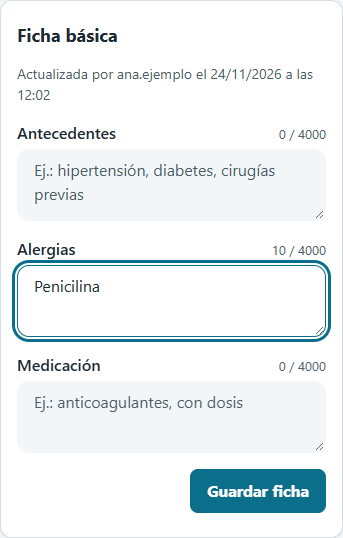 Ficha básica
Actualizada por ana.ejemplo el 24/11/2026 a las
12:02
Antecedentes 0 / 4000
Ej.: hipertensión, diabetes, cirugías
previas
Alergias 10 / 4000
Penicilina
Medicación 0 / 4000
Ej.: anticoagulantes, con dosis
Guardar ficha